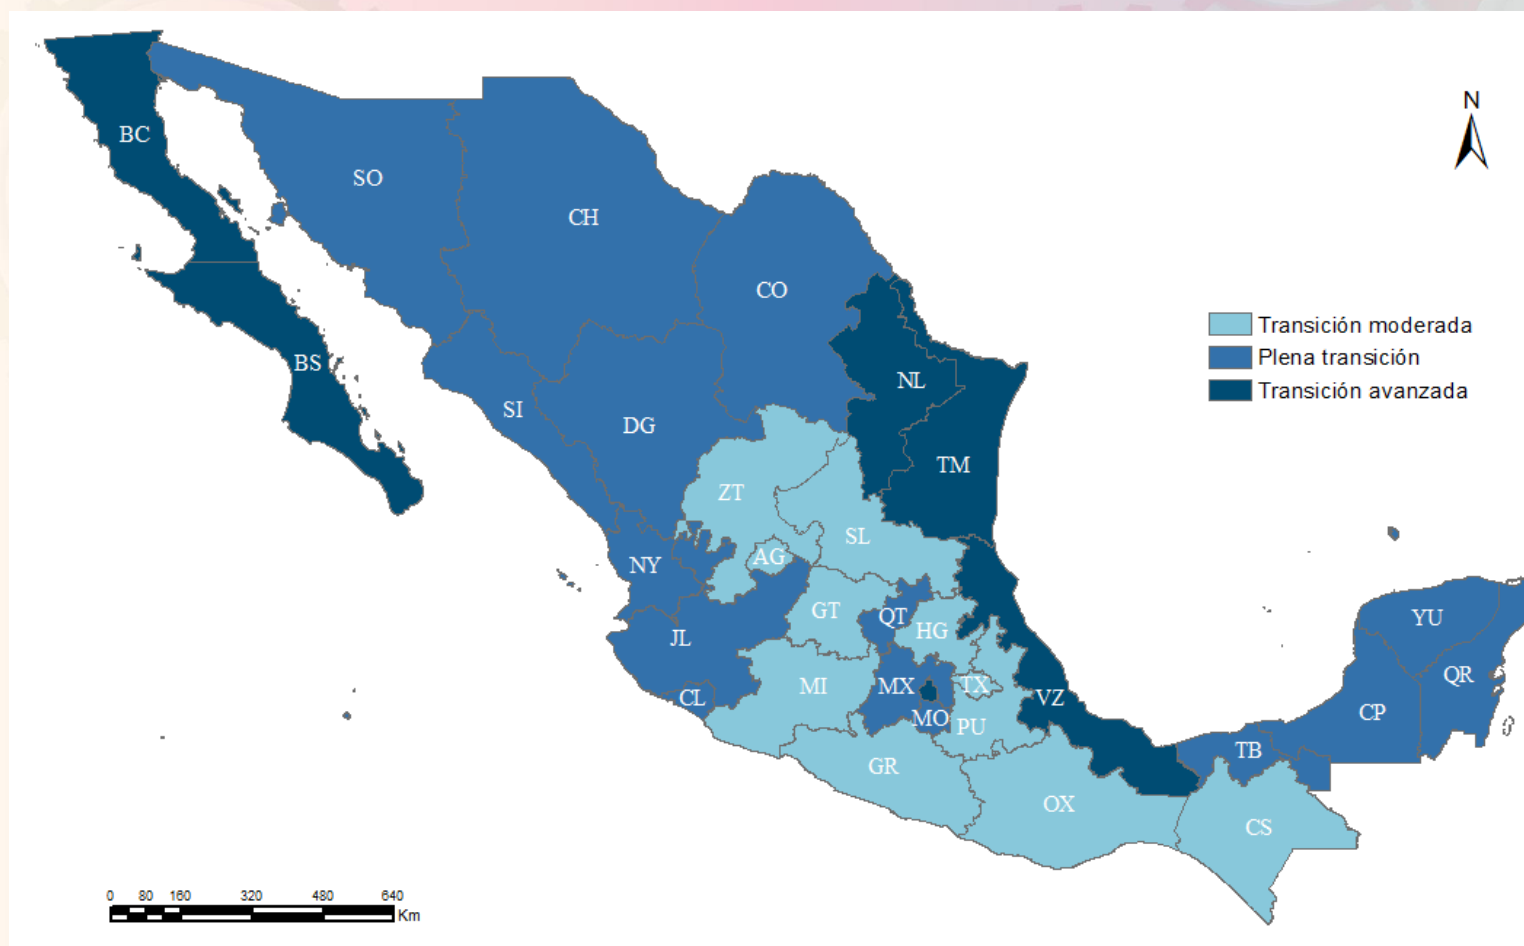 N
BC
SO
CH
CO
Transición moderada
Plena transición
Transición avanzada
BS
NL
SI
DG
TM
ZT
SL
AG
NY
GT
QT
HG
YU
JL
MI
MX
TX
QR
CL
VZ
MO
PU
CP
TB
GR
OX
CS
0 80 160 320 480 640
Km